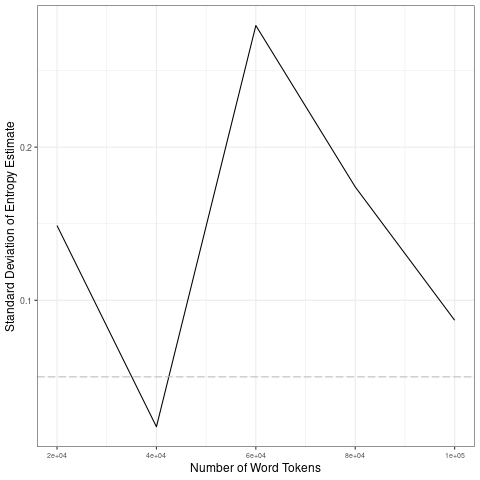 Standard Deviation of Entropy Estimate
0.2
0.1
2e+04 4e+04 6e+04 8e+04 1e+05
Number of Word Tokens